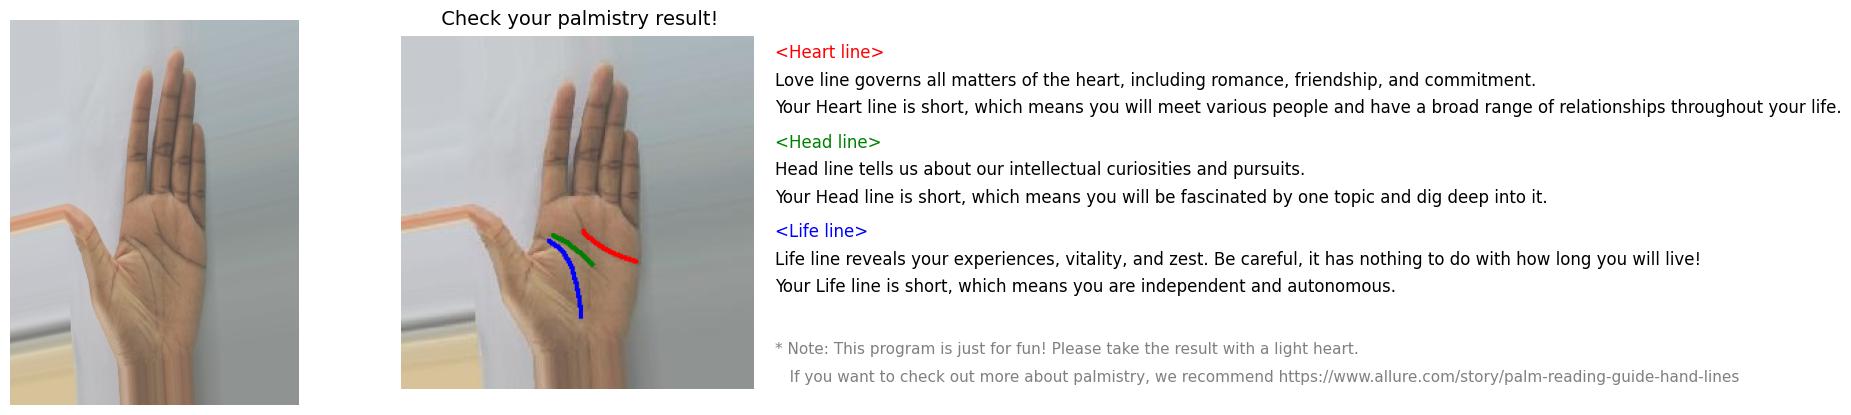 Check your palmistry result!
<Heart line>
Love line governs all matters of the heart, including romance, friendship, and commitment.
Your Heart line is short, which means you will meet various people and have a broad range of relationships throughout your life.
<Head line>
Head line tells us about our intellectual curiosities and pursuits.
Your Head line is short, which means you will be fascinated by one topic and dig deep into it.
<Life line>
Life line reveals your experiences, vitality, and zest. Be careful, it has nothing to do with how long you will live!
Your Life line is short, which means you are independent and autonomous.
* Note: This program is just for fun! Please take the result with a light heart.
If you want to check out more about palmistry, we recommend https://www.allure.com/story/palm-reading-guide-hand-lines